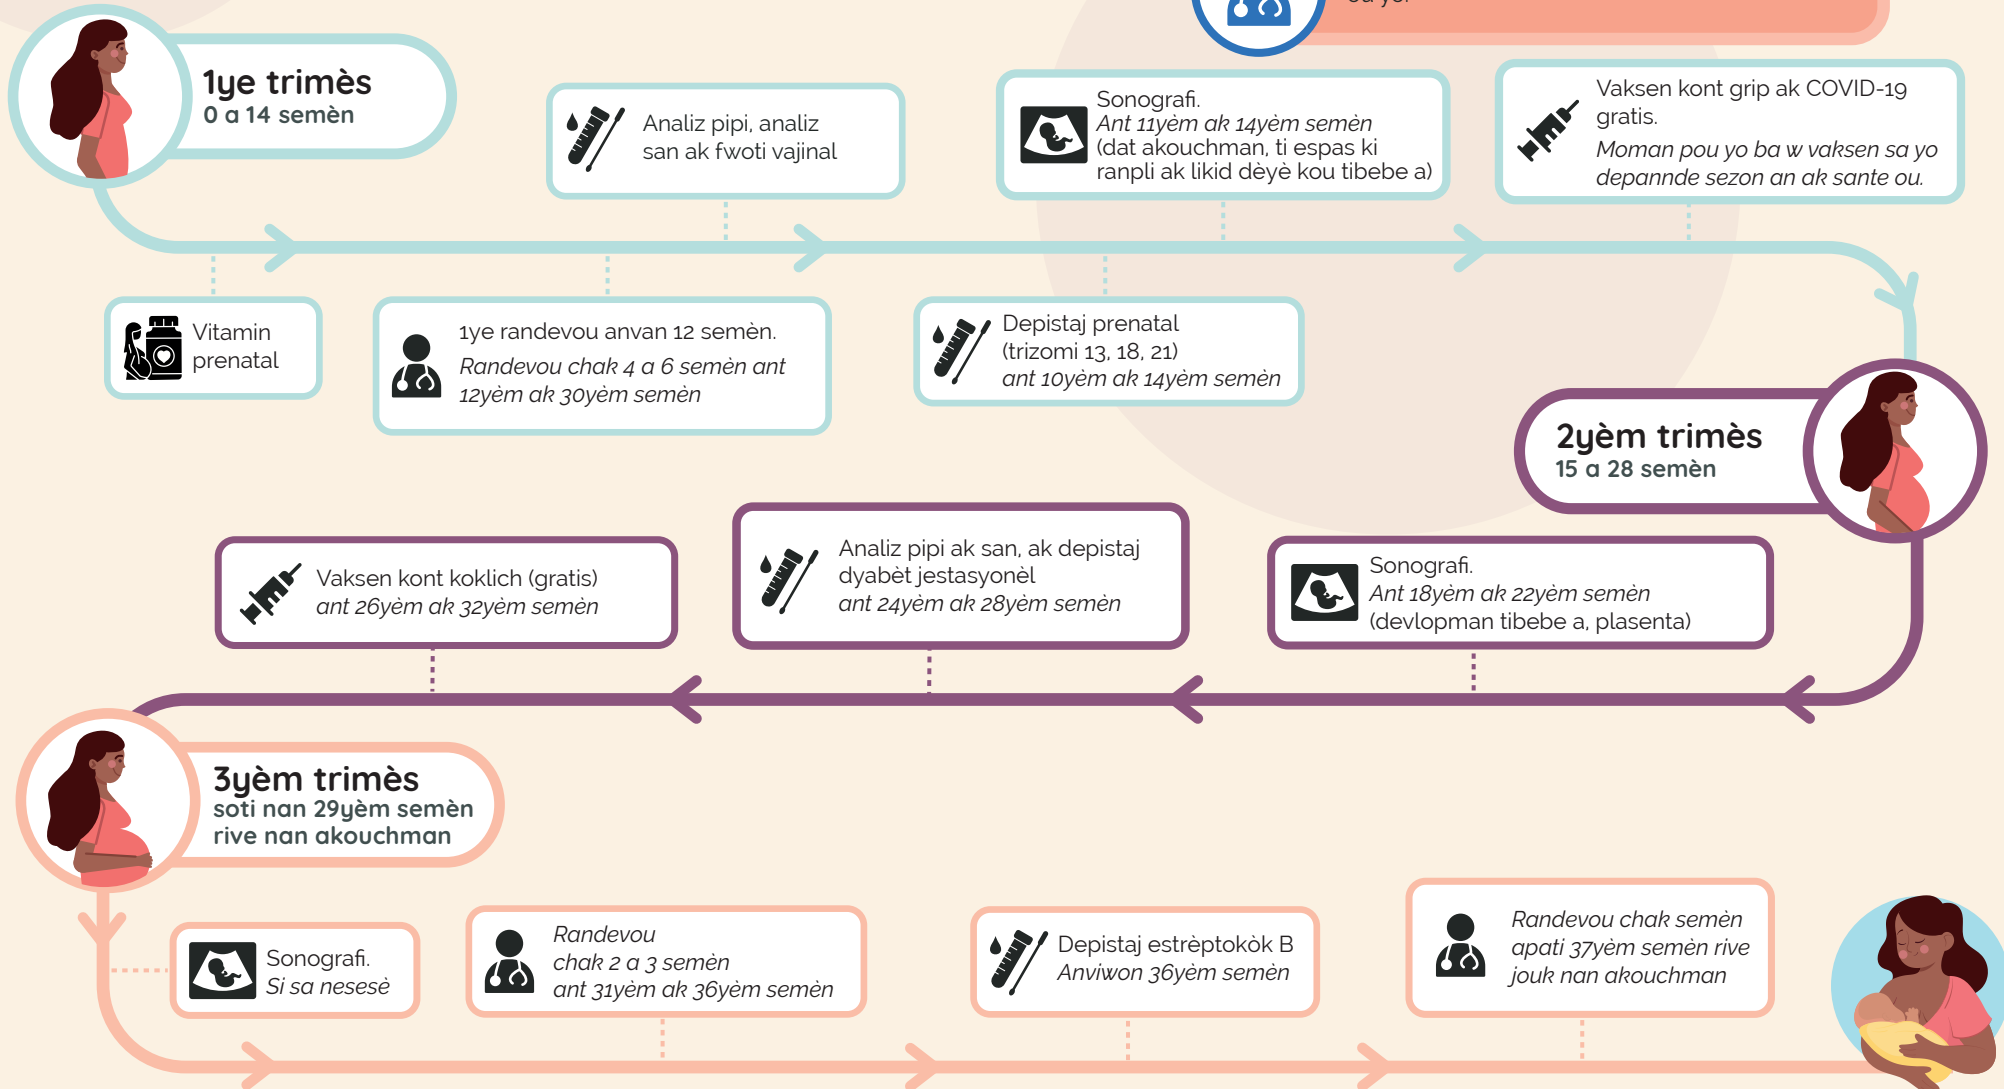 1ye trimès
0 a 14 semèn
Vitamin
prenatal
1ye randevou anvan 12 semèn.
Randevou chak 4 a 6 semèn ant
12yèm ak 30yèm semèn
Analiz pipi, analiz
san ak fwoti vajinal
Depistaj prenatal
(trizomi 13, 18, 21)
ant 10yèm ak 14yèm semèn
Sonografi.
Ant 11yèm ak 14yèm semèn
(dat akouchman, ti espas ki
ranpli ak likid dèyè kou tibebe a)
Vaksen kont grip ak COVID-19
gratis.
Moman pou yo ba w vaksen sa yo
depannde sezon an ak sante ou.
2yèm trimès
15 a 28 semèn
Sonografi.
Ant 18yèm ak 22yèm semèn
(devlopman tibebe a, plasenta)
Analiz pipi ak san, ak depistaj
dyabèt jestasyonèl
ant 24yèm ak 28yèm semèn
Vaksen kont koklich (gratis)
ant 26yèm ak 32yèm semèn
3yèm trimès
soti nan 29yèm semèn
rive nan akouchman
Sonografi.
Si sa nesesè
Randevou
chak 2 a 3 semèn
ant 31yèm ak 36yèm semèn
Depistaj estrèptokòk B
Anviwon 36yèm semèn
Randevou chak semèn
apati 37yèm semèn rive
jouk nan akouchman